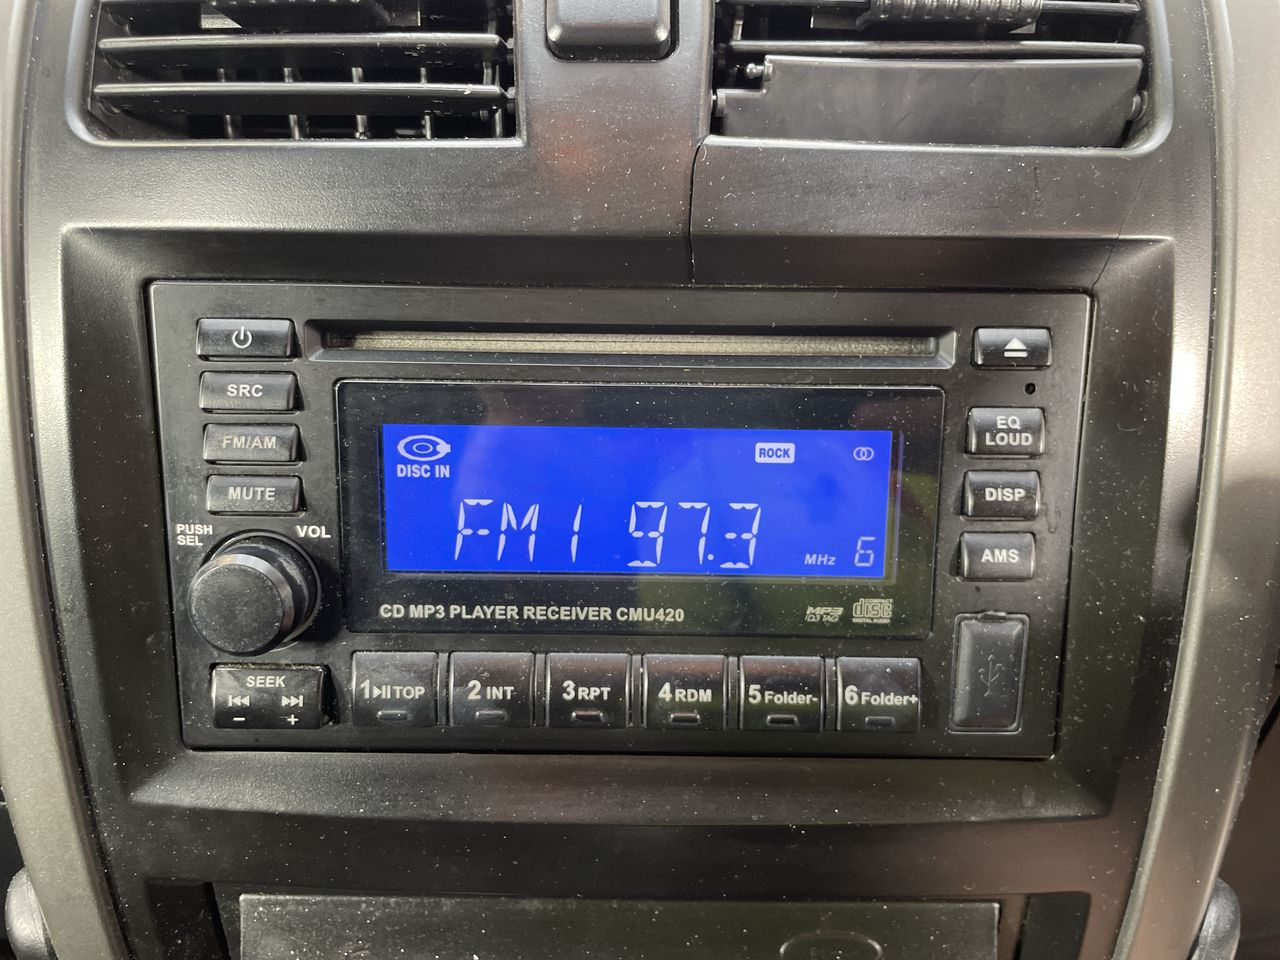 SRC
FM/AM
MUTE
PUSH
SEL
VOL
DISC IN
ROCK
FM1 97.3
MHz 6
CD MP3 PLAYER RECEIVER CMU420
MP3
ID3 TAG
COMPACT
disc
DIGITAL AUDIO
EQ
LOUD
DISP
AMS
SEEK
- +
1 TOP
2 INT
3 RPT
4 RDM
5 Folder-
6 Folder+